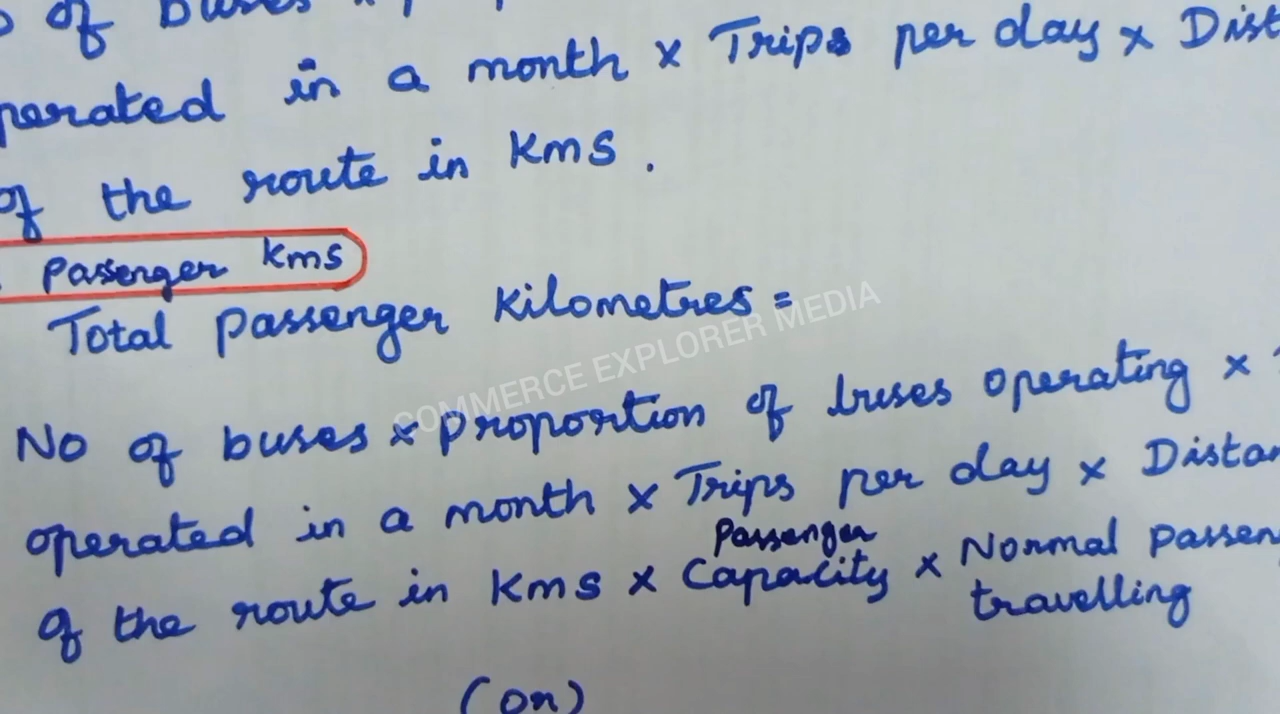 of Buses x
perated in a month x Trips per day x Dist
of the route in kms.
Passenger kms
Total passenger kilometres =
COMMERCE EXPLORER MEDIA
No of buses x proportion of buses operating x
operated in a month x Trips per day x Distan
Passenger
of the route in kms x Capacity x Normal passen
travelling
(or)